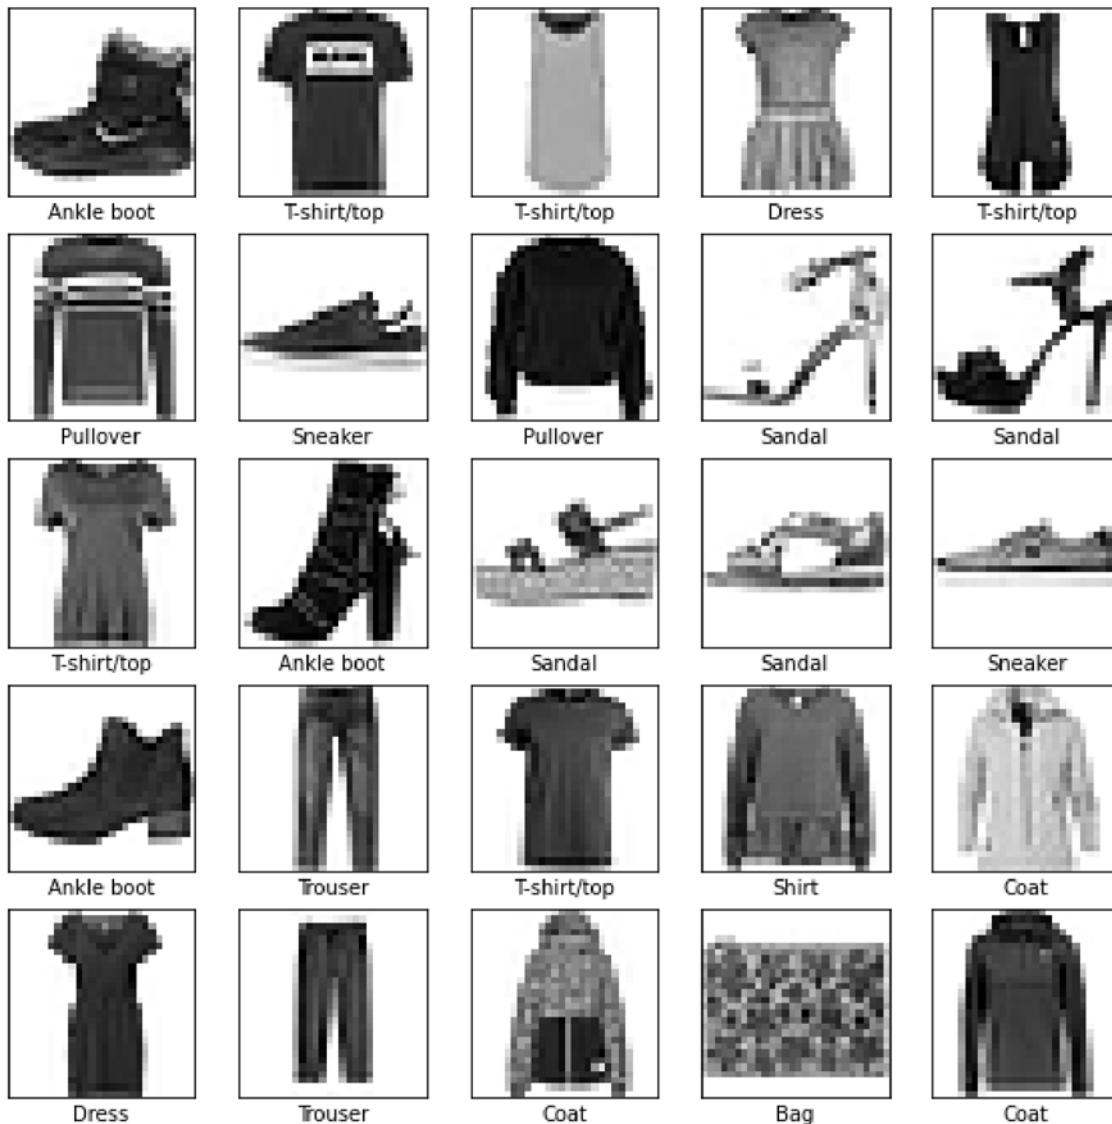 Ankle boot T-shirt/top T-shirt/top Dress T-shirt/top
Pullover Sneaker Pullover Sandal Sandal
T-shirt/top Ankle boot Sandal Sandal Sneaker
Ankle boot Trouser T-shirt/top Shirt Coat
Dress Trouser Coat Bag Coat